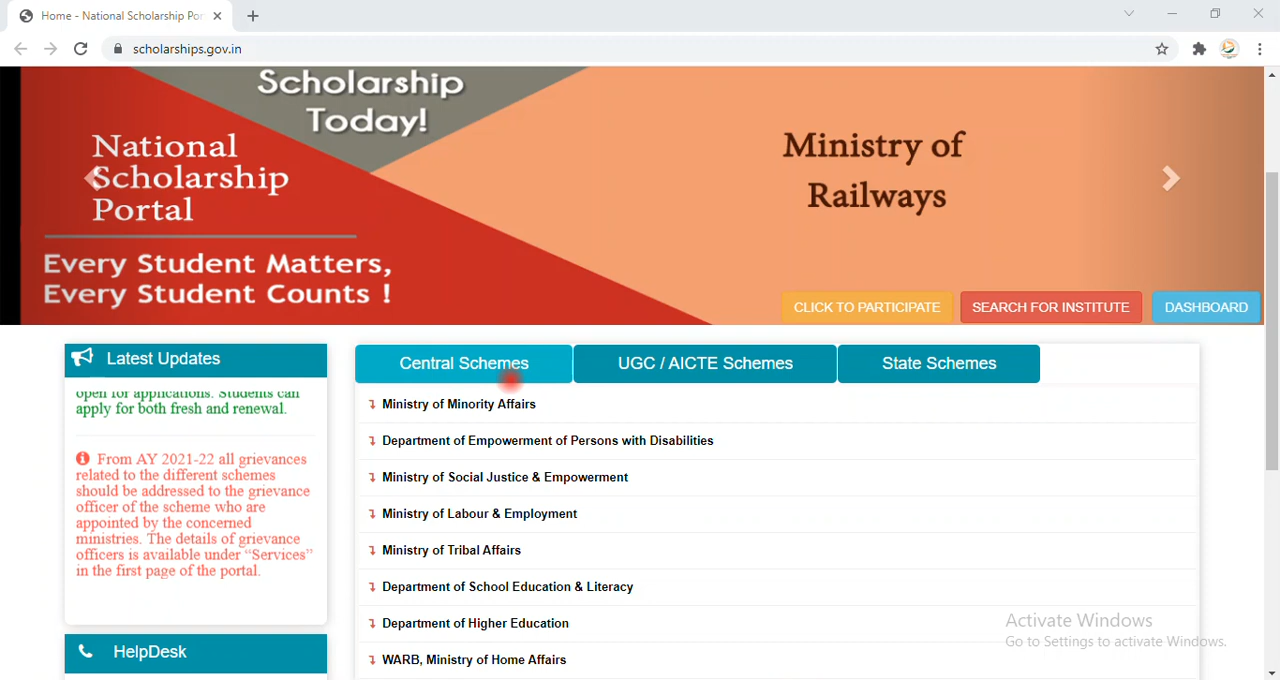 Home - National Scholarship Por
scholarships.gov.in
Scholarship
Today!
National
Scholarship
Portal
Every Student Matters,
Every Student Counts !
Ministry of
Railways
CLICK TO PARTICIPATE
SEARCH FOR INSTITUTE
DASHBOARD
Latest Updates
open for applications. Students can
apply for both fresh and renewal.
From AY 2021-22 all grievances
related to the different schemes
should be addressed to the grievance
officer of the scheme who are
appointed by the concerned
ministries. The details of grievance
officers is available under “Services”
in the first page of the portal.
HelpDesk
Central Schemes
UGC / AICTE Schemes
State Schemes
Ministry of Minority Affairs
Department of Empowerment of Persons with Disabilities
Ministry of Social Justice & Empowerment
Ministry of Labour & Employment
Ministry of Tribal Affairs
Department of School Education & Literacy
Department of Higher Education
WARB, Ministry of Home Affairs
Activate Windows
Go to Settings to activate Windows.